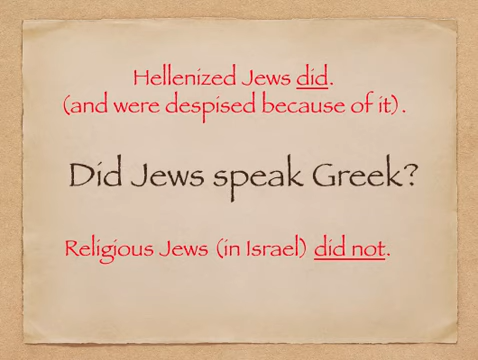 Hellenized Jews did.
(and were despised because of it).
Did Jews speak Greek?
Religious Jews (in Israel) did not.